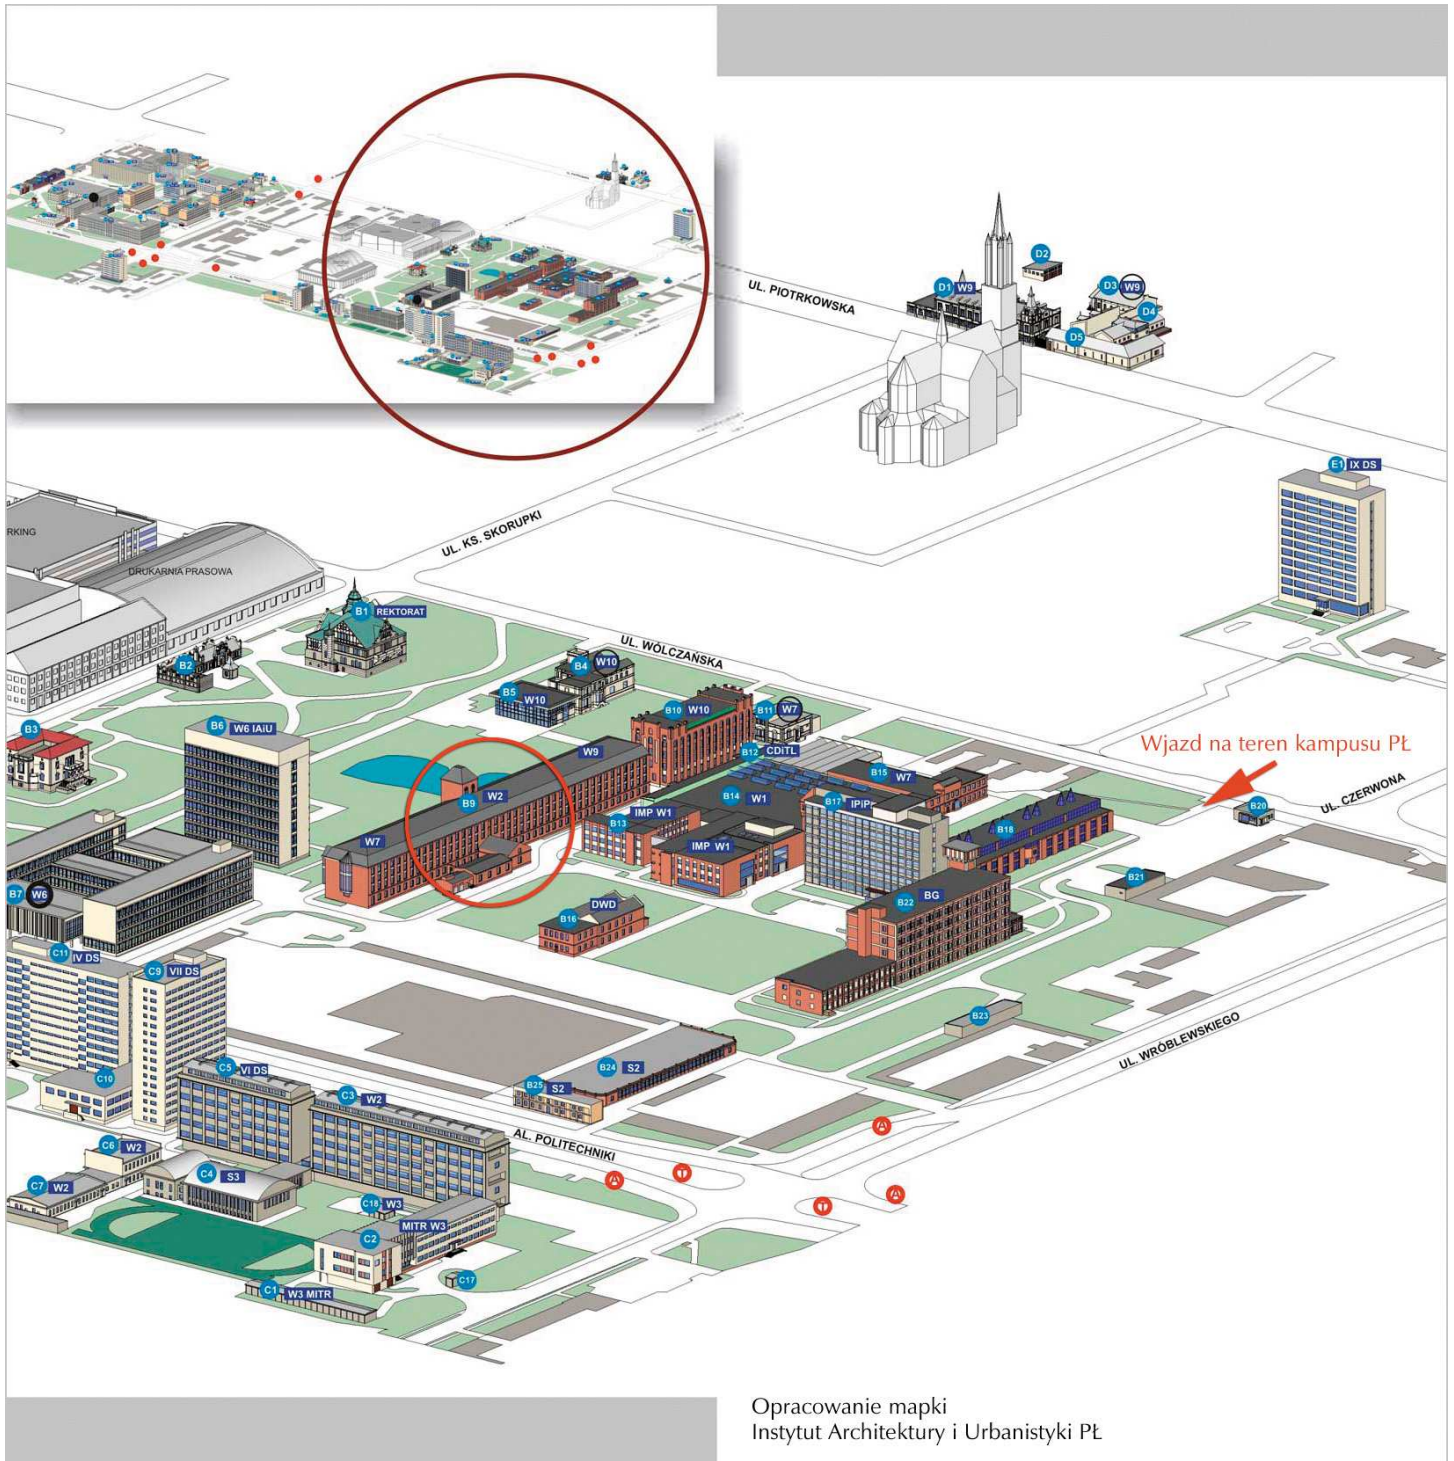 UL. PIOTRKOWSKA
D1 W9
D2
D3 W9
D4
D5
E1 IX DS
UL. KS. SKORUPKI
RKING
DRUKARNIA PRASOWA
B1 REKTORAT
B2
B3
UL. WÓLCZAŃSKA
B4 W10
B5
W10
B6 W6 IAiU
B10 W10
B11 W7
B12 CDiTL
W9
B9 W2
W7
B15 W7
B14 W1
B17 IPiP
IMP W1
B13
IMP W1
B18
Wjazd na teren kampusu PŁ
B20
UL. CZERWONA
B21
B7 W6
DWD
B16
B22 BG
C11 IV DS
C9 VII DS
B23
UL. WRÓBLEWSKIEGO
C10
C5 VI DS
C3 W2
B24 S2
B25 S2
AL. POLITECHNIKI
A
T
A
T
A
C6 W2
C7 W2
C4 S3
C18 W3
MITR W3
C2
C17
C1 W3 MITR
Opracowanie mapki
Instytut Architektury i Urbanistyki PŁ